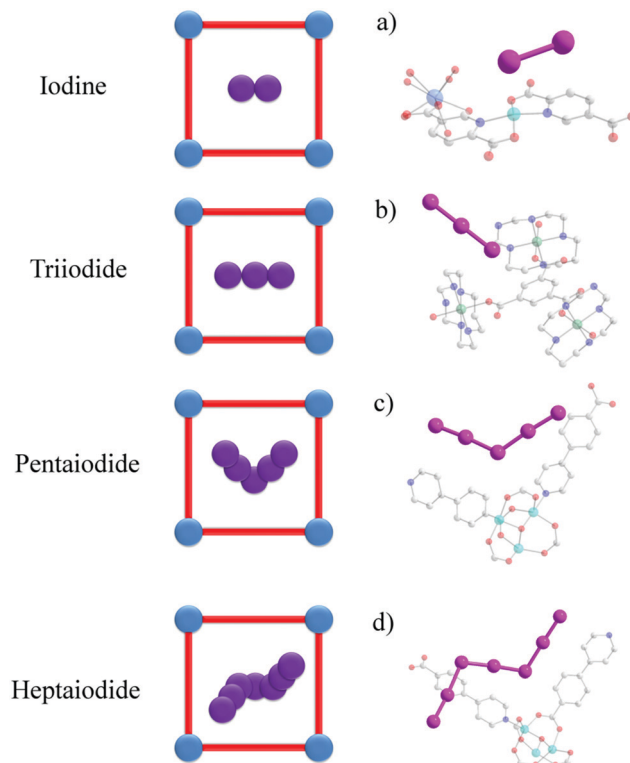 Iodine
a)
Triiodide
b)
Pentaiodide
c)
Heptaiodide
d)